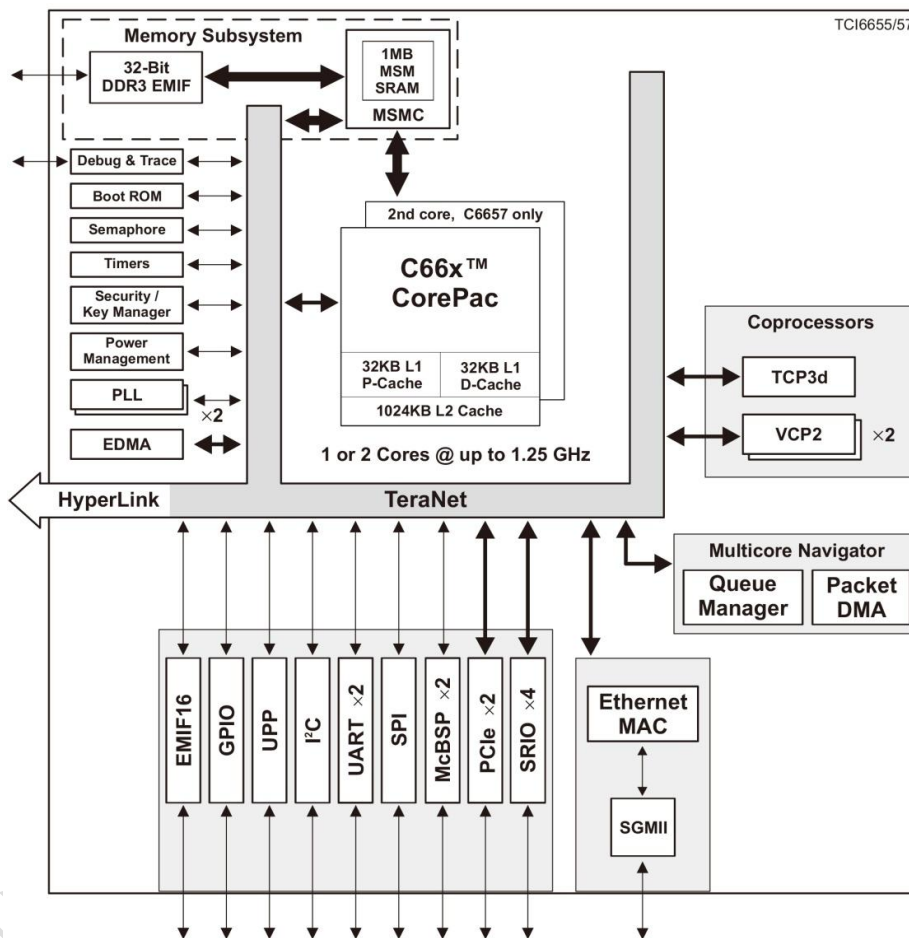 TCI6655/57
Memory Subsystem
32-Bit
DDR3 EMIF
1MB
MSM
SRAM
MSMC
Debug & Trace
Boot ROM
Semaphore
Timers
Security /
Key Manager
Power
Management
PLL
×2
EDMA
2nd core, C6657 only
C66x™
CorePac
32KB L1
P-Cache
32KB L1
D-Cache
1024KB L2 Cache
1 or 2 Cores @ up to 1.25 GHz
Coprocessors
TCP3d
VCP2
×2
HyperLink
TeraNet
Multicore Navigator
Queue
Manager
Packet
DMA
EMIF16
GPIO
UPP
I²C
UART ×2
SPI
McBSP ×2
PCIe ×2
SRIO ×4
Ethernet
MAC
SGMII